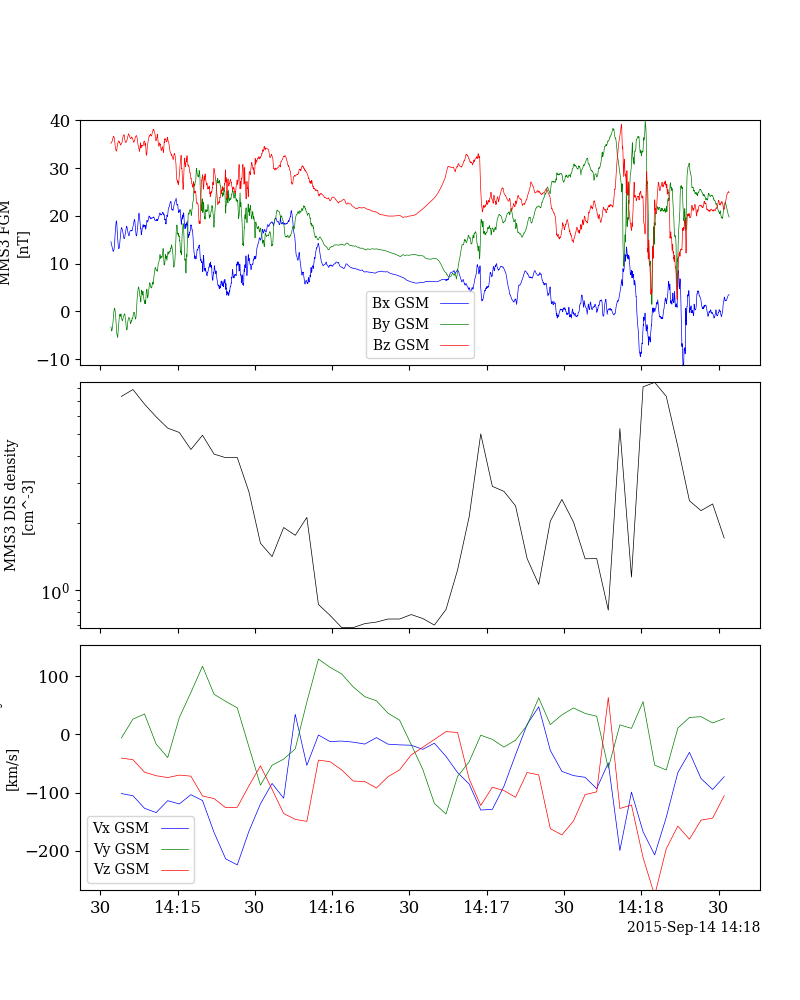 40
30
20
10
0
−10
MMS3 FGM
[nT]
Bx GSM
By GSM
Bz GSM
10^0
MMS3 DIS density
[cm^-3]
100
0
−100
−200
[km/s]
Vx GSM
Vy GSM
Vz GSM
30 14:15 30 14:16 30 14:17 30 14:18 30
2015-Sep-14 14:18